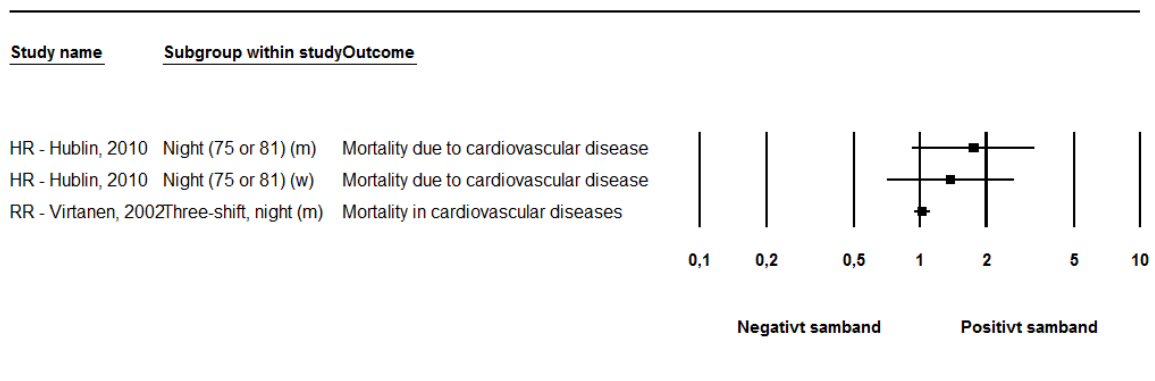 Study name Subgroup within studyOutcome
HR - Hublin, 2010 Night (75 or 81) (m) Mortality due to cardiovascular disease
HR - Hublin, 2010 Night (75 or 81) (w) Mortality due to cardiovascular disease
RR - Virtanen, 2002Three-shift, night (m) Mortality in cardiovascular diseases
0,1 0,2 0,5 1 2 5 10
Negativt samband Positivt samband